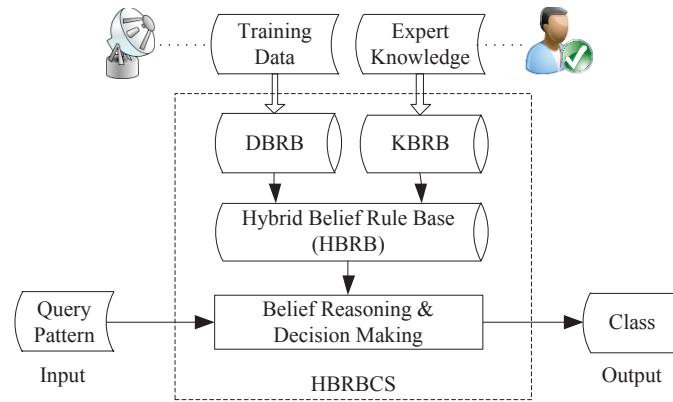 Training
Data
Expert
Knowledge
DBRB
KBRB
Hybrid Belief Rule Base
(HBRB)
Query
Pattern
Belief Reasoning &
Decision Making
Class
Input
HBRBCS
Output